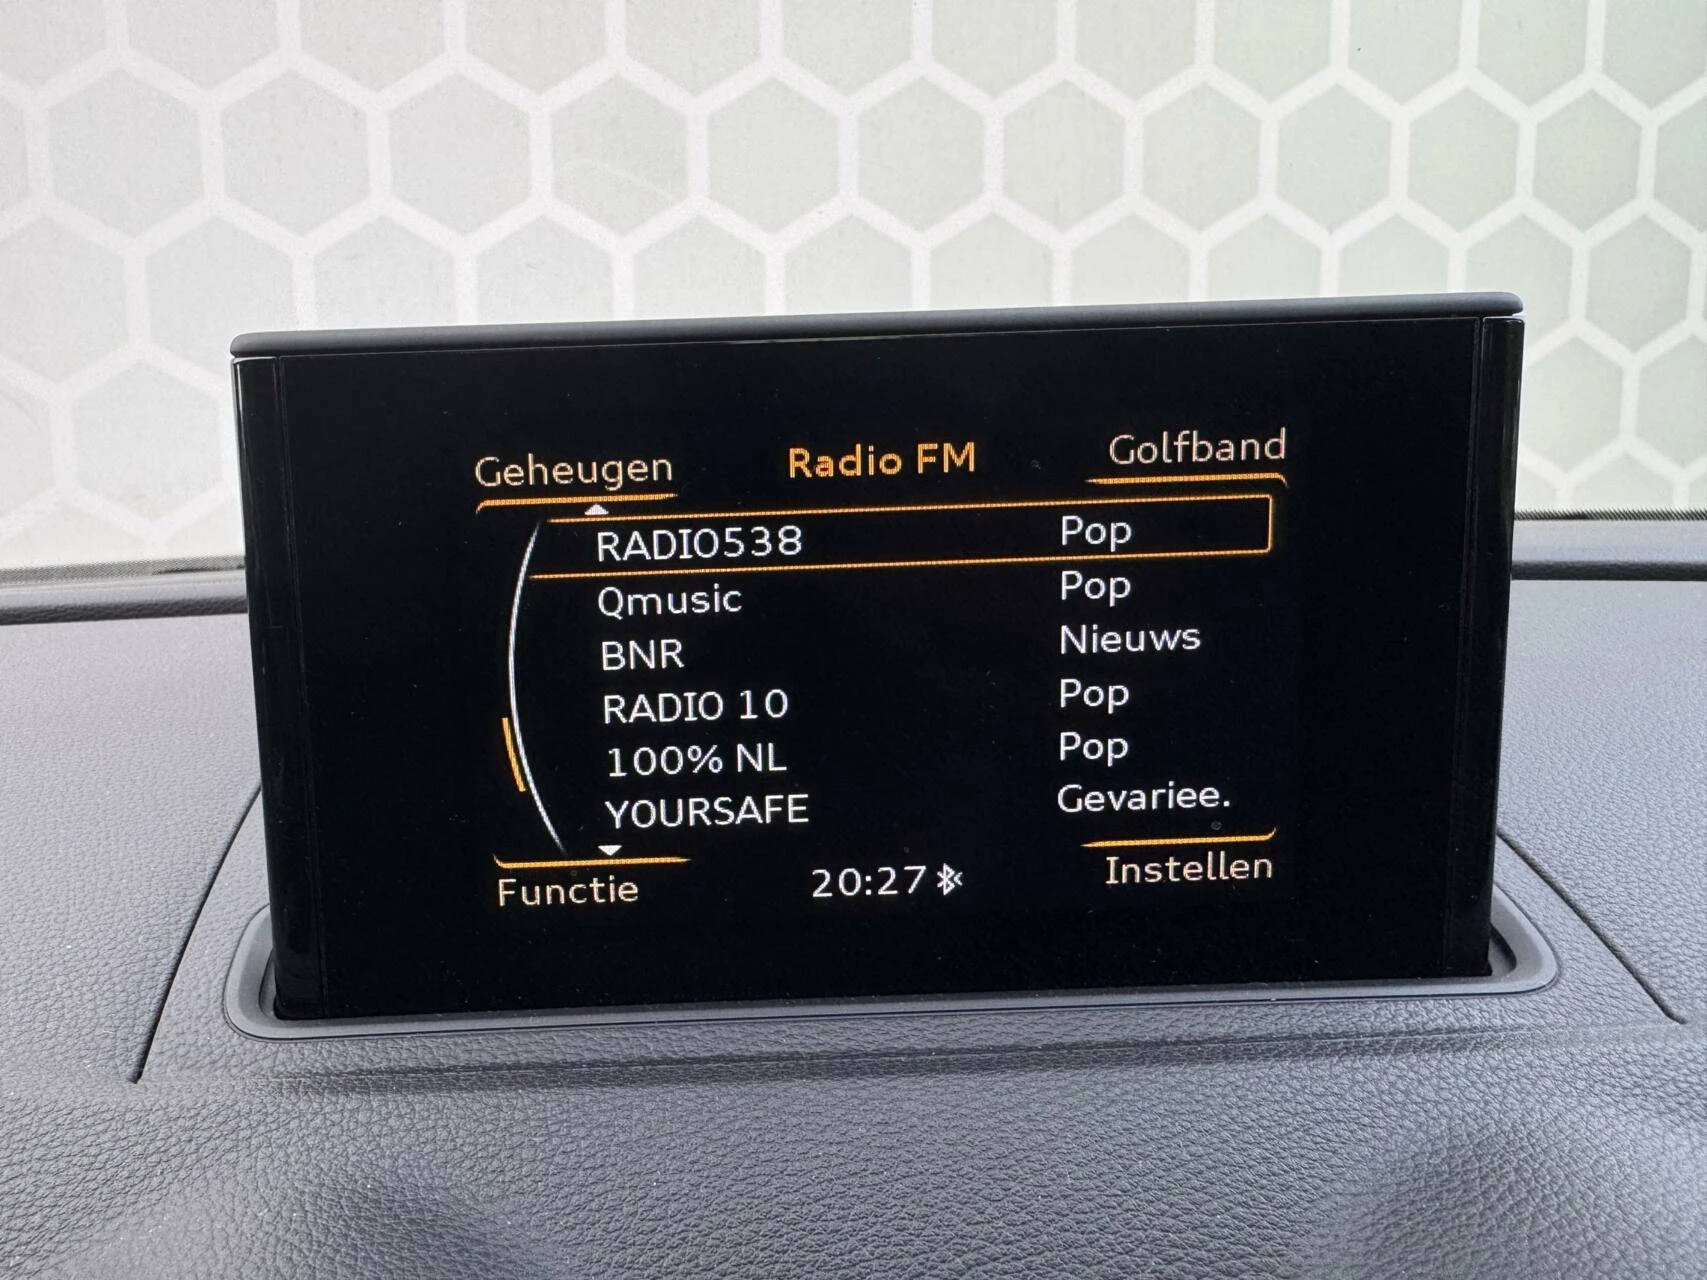 Geheugen Radio FM Golfband
RADIO538 Pop
Qmusic Pop
BNR Nieuws
RADIO 10 Pop
100% NL Pop
YOURSAFE Gevariee.
Functie 20:27 Instellen